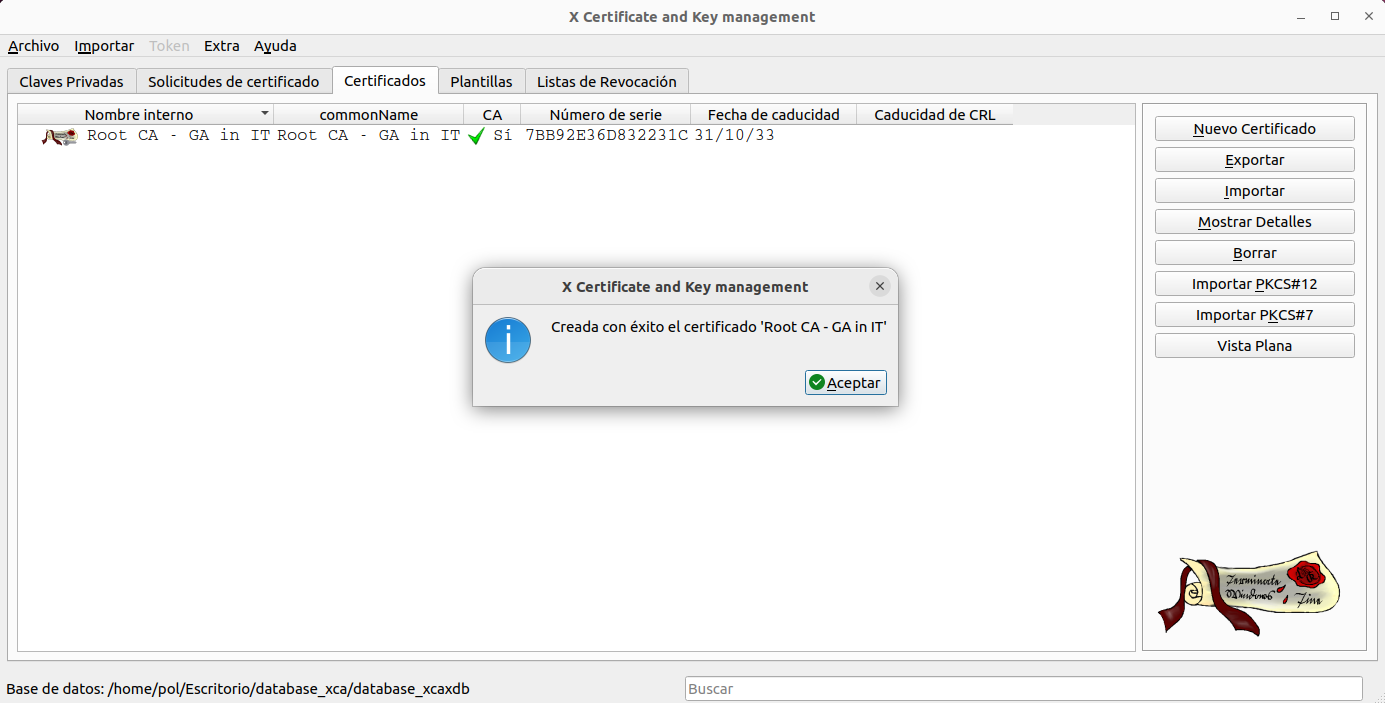 X Certificate and Key management
Archivo Importar Token Extra Ayuda
Claves Privadas Solicitudes de certificado Certificados Plantillas Listas de Revocación
Nombre interno commonName CA Número de serie Fecha de caducidad Caducidad de CRL
Root CA - GA in IT Root CA - GA in IT Sí 7BB92E36D832231C 31/10/33
Nuevo Certificado
Exportar
Importar
Mostrar Detalles
Borrar
Importar PKCS#12
Importar PKCS#7
Vista Plana
X Certificate and Key management
Creada con éxito el certificado 'Root CA - GA in IT'
Aceptar
Base de datos: /home/pol/Escritorio/database_xca/database_xcaxdb
Buscar